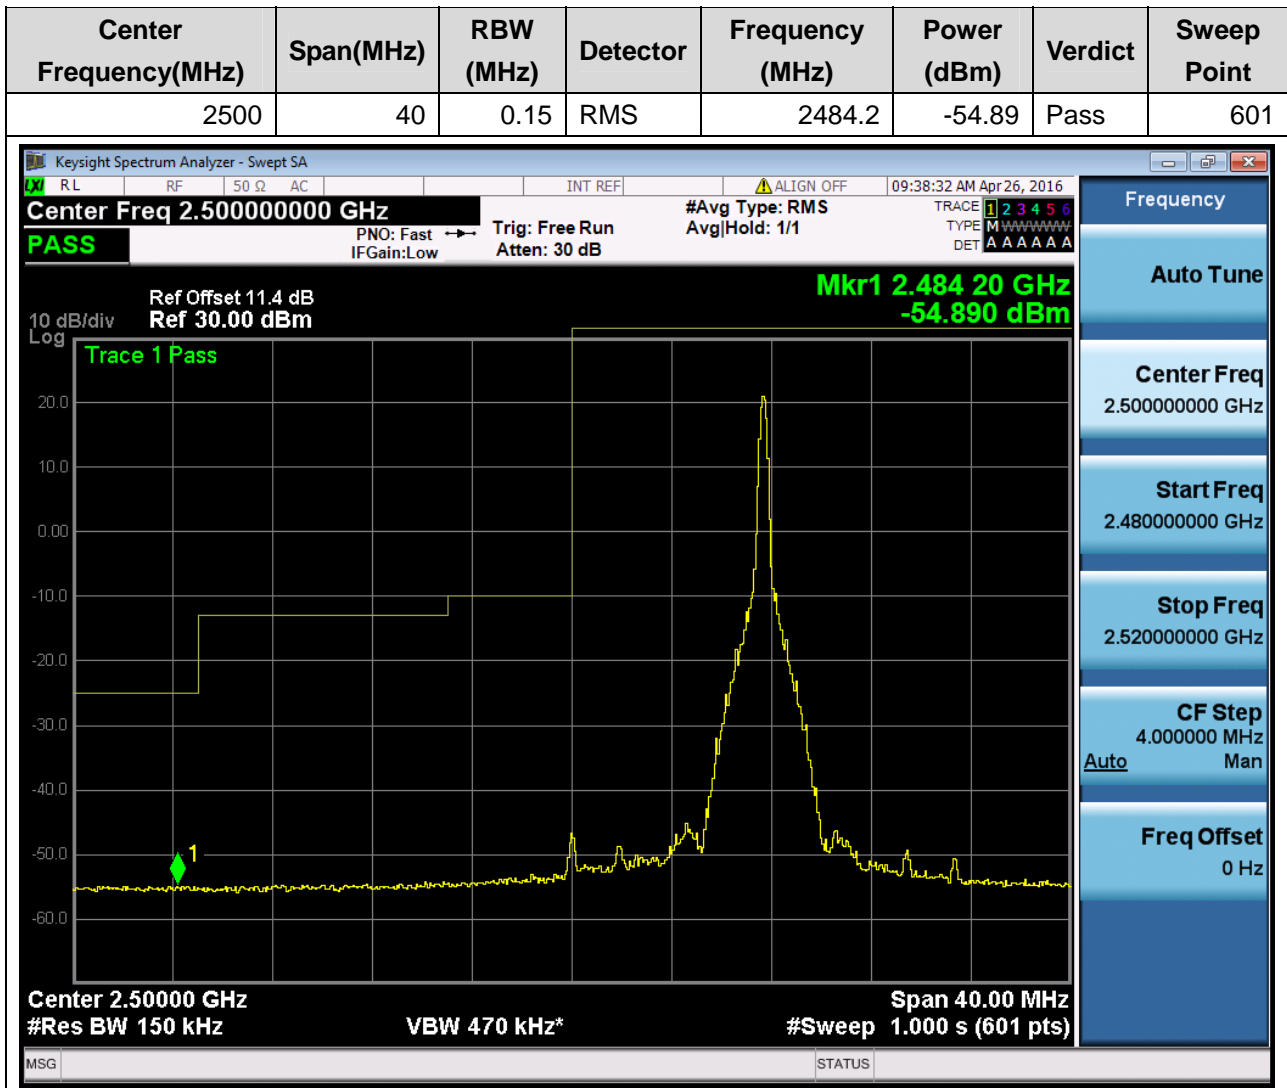 Center Frequency(MHz) Span(MHz) RBW (MHz) Detector Frequency (MHz) Power (dBm) Verdict Sweep Point
2500 40 0.15 RMS 2484.2 -54.89 Pass 601
Keysight Spectrum Analyzer - Swept SA
LXI RL RF 50 Ω AC INT REF ALIGN OFF 09:38:32 AM Apr 26, 2016
Center Freq 2.500000000 GHz #Avg Type: RMS TRACE 1 2 3 4 5 6
PASS PNO: Fast Trig: Free Run Avg|Hold: 1/1 TYPE M WWWWW
IFGain:Low Atten: 30 dB DET A A A A A A
Mkr1 2.484 20 GHz
-54.890 dBm
Ref Offset 11.4 dB
10 dB/div Ref 30.00 dBm
Log
Trace 1 Pass
20.0
10.0
0.00
-10.0
-20.0
-30.0
-40.0
-50.0
-60.0
1
Center 2.50000 GHz Span 40.00 MHz
#Res BW 150 kHz VBW 470 kHz* #Sweep 1.000 s (601 pts)
MSG STATUS
Frequency
Auto Tune
Center Freq
2.500000000 GHz
Start Freq
2.480000000 GHz
Stop Freq
2.520000000 GHz
CF Step
4.000000 MHz
Auto Man
Freq Offset
0 Hz